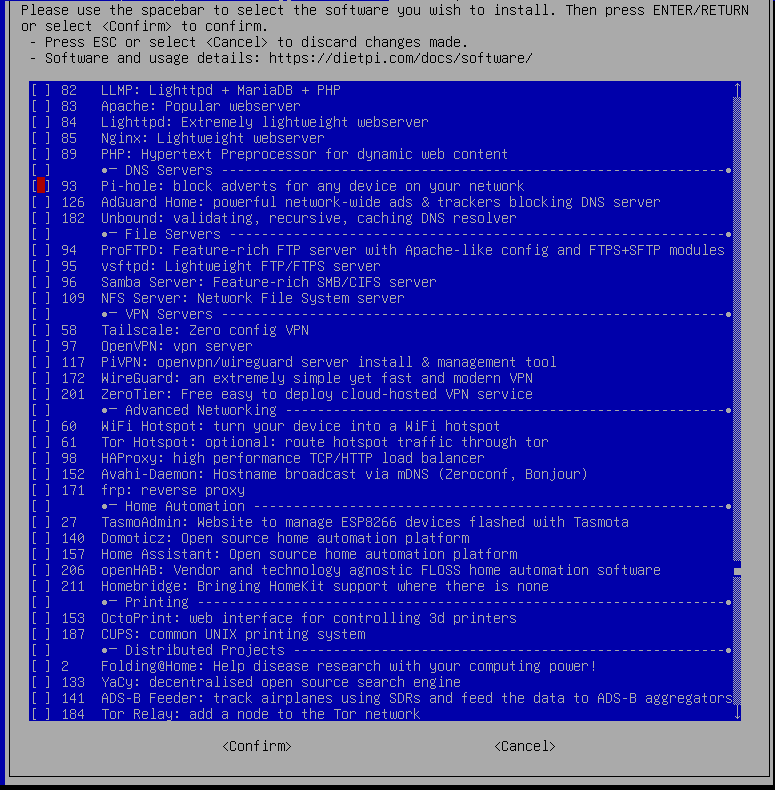 Please use the spacebar to select the software you wish to install. Then press ENTER/RETURN
or select <Confirm> to confirm.
- Press ESC or select <Cancel> to discard changes made.
- Software and usage details: https://dietpi.com/docs/software/
[ ] 82 LLMP: Lighttpd + MariaDB + PHP ↑
[ ] 83 Apache: Popular webserver
[ ] 84 Lighttpd: Extremely lightweight webserver
[ ] 85 Nginx: Lightweight webserver
[ ] 89 PHP: Hypertext Preprocessor for dynamic web content
[ ] ●─ DNS Servers ----------------------------------------------------------------●
[ ] 93 Pi-hole: block adverts for any device on your network
[ ] 126 AdGuard Home: powerful network-wide ads & trackers blocking DNS server
[ ] 182 Unbound: validating, recursive, caching DNS resolver
[ ] ●─ File Servers ---------------------------------------------------------------●
[ ] 94 ProFTPD: Feature-rich FTP server with Apache-like config and FTPS+SFTP modules
[ ] 95 vsftpd: Lightweight FTP/FTPS server
[ ] 96 Samba Server: Feature-rich SMB/CIFS server
[ ] 109 NFS Server: Network File System server
[ ] ●─ VPN Servers ----------------------------------------------------------------●
[ ] 58 Tailscale: Zero config VPN
[ ] 97 OpenVPN: vpn server
[ ] 117 PiVPN: openvpn/wireguard server install & management tool
[ ] 172 WireGuard: an extremely simple yet fast and modern VPN
[ ] 201 ZeroTier: Free easy to deploy cloud-hosted VPN service
[ ] ●─ Advanced Networking --------------------------------------------------------●
[ ] 60 WiFi Hotspot: turn your device into a WiFi hotspot
[ ] 61 Tor Hotspot: optional: route hotspot traffic through tor
[ ] 98 HAProxy: high performance TCP/HTTP load balancer
[ ] 152 Avahi-Daemon: Hostname broadcast via mDNS (Zeroconf, Bonjour)
[ ] 171 frp: reverse proxy
[ ] ●─ Home Automation ------------------------------------------------------------●
[ ] 27 TasmoAdmin: Website to manage ESP8266 devices flashed with Tasmota
[ ] 140 Domoticz: Open source home automation platform
[ ] 157 Home Assistant: Open source home automation platform
[ ] 206 openHAB: Vendor and technology agnostic FLOSS home automation software
[ ] 211 Homebridge: Bringing HomeKit support where there is none
[ ] ●─ Printing -------------------------------------------------------------------●
[ ] 153 OctoPrint: web interface for controlling 3d printers
[ ] 187 CUPS: common UNIX printing system
[ ] ●─ Distributed Projects -------------------------------------------------------●
[ ] 2 Folding@Home: Help disease research with your computing power!
[ ] 133 YaCy: decentralised open source search engine
[ ] 141 ADS-B Feeder: track airplanes using SDRs and feed the data to ADS-B aggregators
[ ] 184 Tor Relay: add a node to the Tor network ↓
<Confirm> <Cancel>